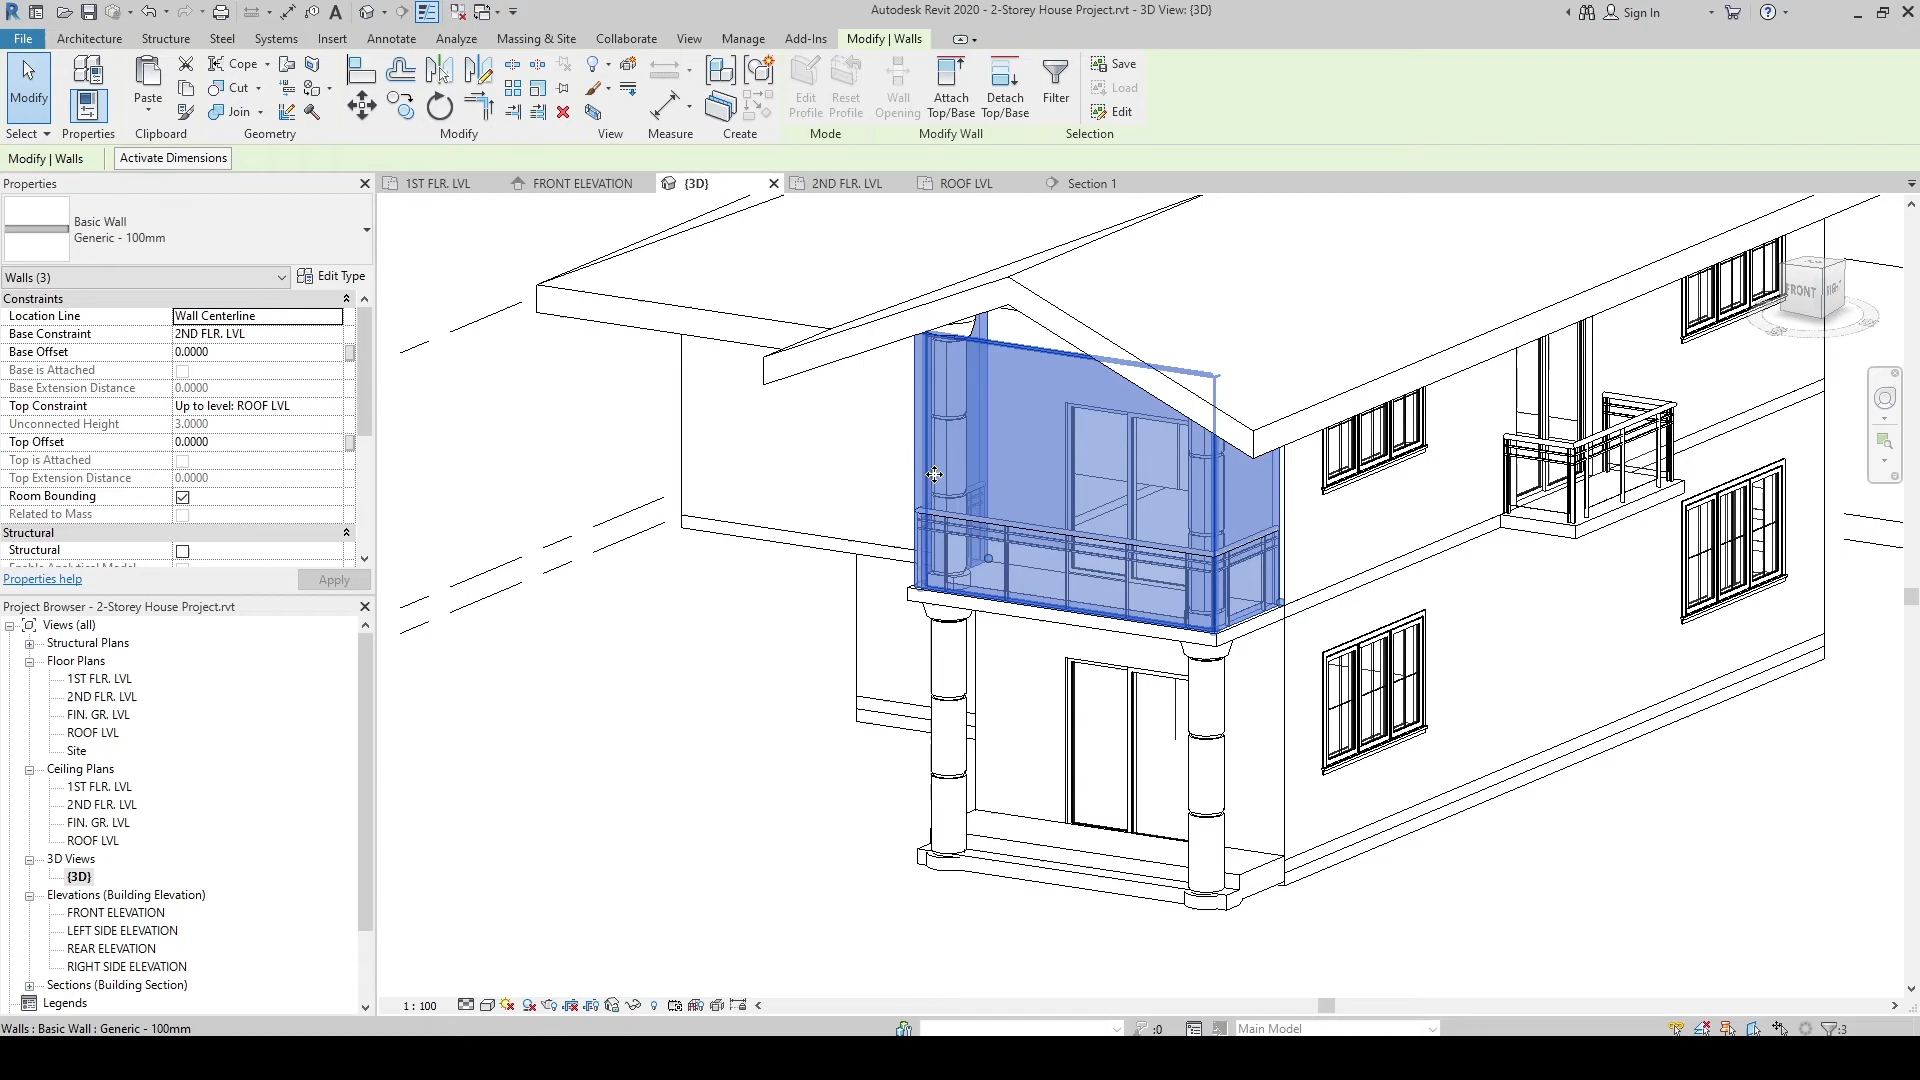 Autodesk Revit 2020 - 2-Storey House Project.rvt - 3D View: {3D}
Sign In
File
Architecture
Structure
Steel
Systems
Insert
Annotate
Analyze
Massing & Site
Collaborate
View
Manage
Add-Ins
Modify | Walls
Modify
Paste
Cope
Cut
Join
Edit Profile
Reset Profile
Wall Opening
Attach Top/Base
Detach Top/Base
Filter
Save
Load
Edit
Select
Properties
Clipboard
Geometry
Modify
View
Measure
Create
Mode
Modify Wall
Selection
Modify | Walls
Activate Dimensions
Properties
1ST FLR. LVL
FRONT ELEVATION
{3D}
2ND FLR. LVL
ROOF LVL
Section 1
Basic Wall
Generic - 100mm
Walls (3)
Edit Type
Constraints
Location Line Wall Centerline
Base Constraint 2ND FLR. LVL
Base Offset 0.0000
Base is Attached
Base Extension Distance 0.0000
Top Constraint Up to level: ROOF LVL
Unconnected Height 3.0000
Top Offset 0.0000
Top is Attached
Top Extension Distance 0.0000
Room Bounding
Related to Mass
Structural
Structural
Properties help
Apply
Project Browser - 2-Storey House Project.rvt
Views (all)
Structural Plans
Floor Plans
1ST FLR. LVL
2ND FLR. LVL
FIN. GR. LVL
ROOF LVL
Site
Ceiling Plans
1ST FLR. LVL
2ND FLR. LVL
FIN. GR. LVL
ROOF LVL
3D Views
{3D}
Elevations (Building Elevation)
FRONT ELEVATION
LEFT SIDE ELEVATION
REAR ELEVATION
RIGHT SIDE ELEVATION
Sections (Building Section)
Legends
FRONT
RIGHT
1 : 100
Walls : Basic Wall : Generic - 100mm
:0
Main Model
:3